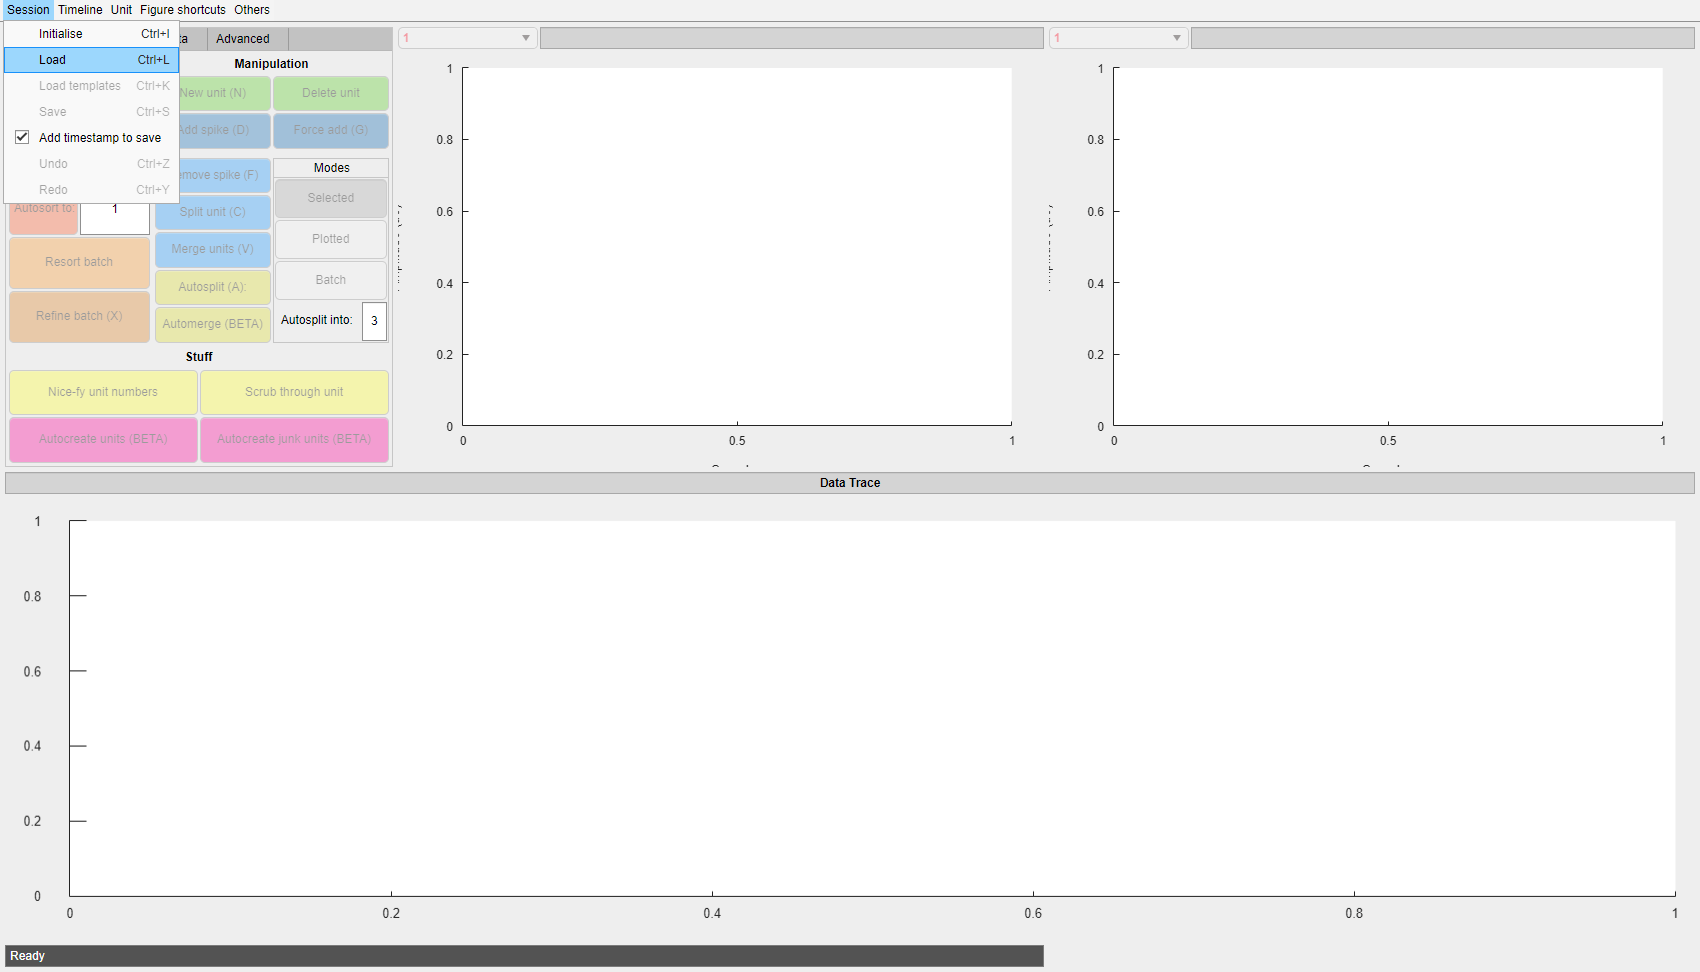 Session Timeline Unit Figure shortcuts Others
Initialise Ctrl+I
Load Ctrl+L
Load templates Ctrl+K
Save Ctrl+S
Add timestamp to save
Undo Ctrl+Z
Redo Ctrl+Y
Advanced
Manipulation
New unit (N) Delete unit
Add spike (D) Force add (G)
spike (F)
Split unit (C)
Merge units (V)
Autosplit (A):
Automerge (BETA)
Modes
Selected
Plotted
Batch
Autosplit into: 3
Autosort to: 1
Resort batch
Refine batch (X)
Stuff
Nice-fy unit numbers Scrub through unit
Autocreate units (BETA) Autocreate junk units (BETA)
1
1
0.8
0.6
0.4
0.2
0
0 0.5 1
1
1
0.8
0.6
0.4
0.2
0
0 0.5 1
Data Trace
1
0.8
0.6
0.4
0.2
0
0 0.2 0.4 0.6 0.8 1
Ready